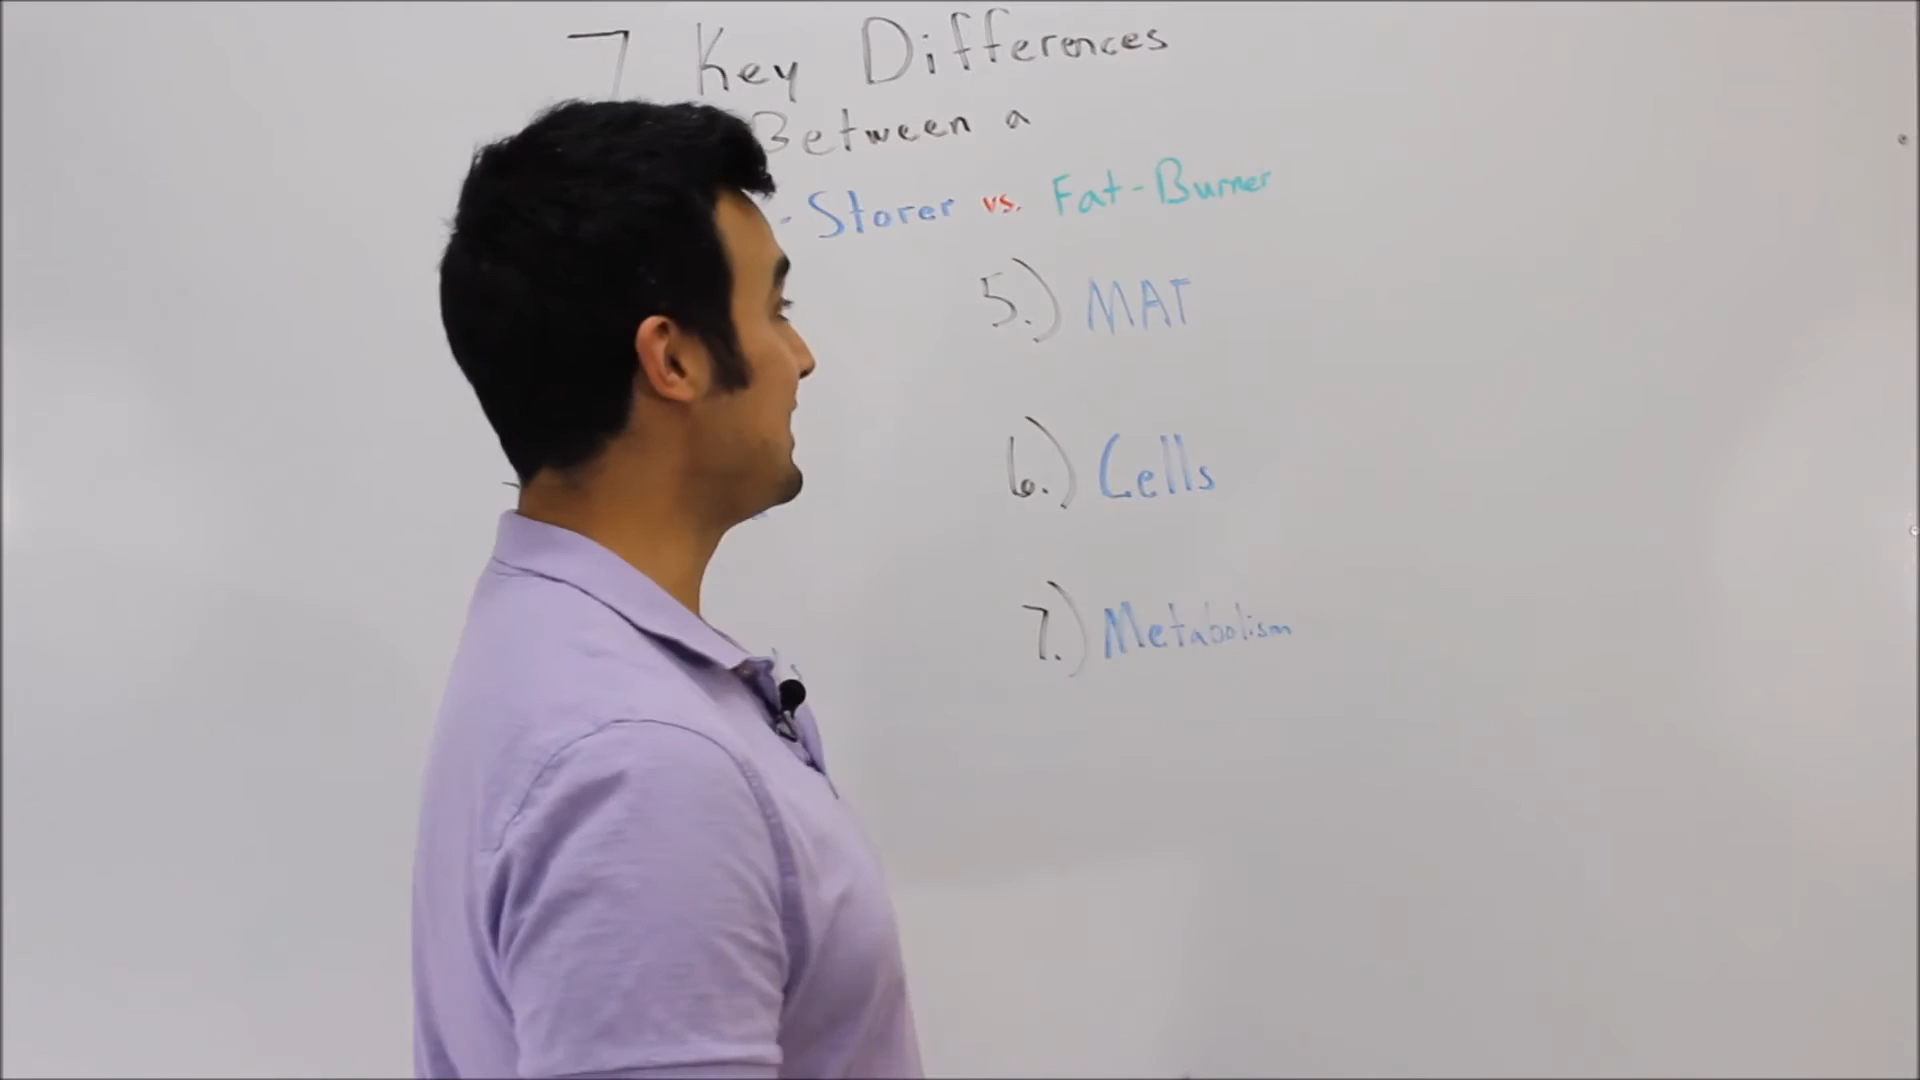 7 Key Differences
Between a
-Storer vs. Fat-Burner
5.) MAT
6.) Cells
7.) Metabolism